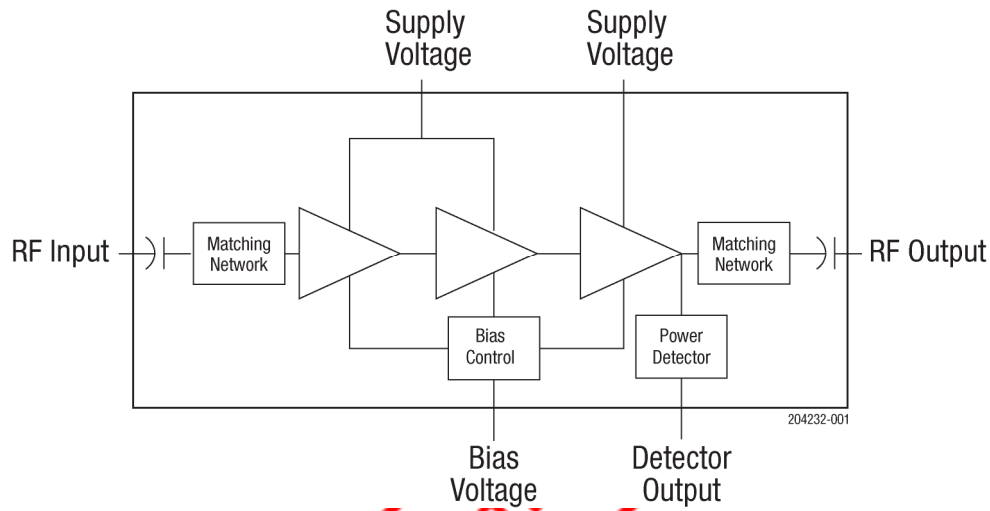 Supply
Voltage
Supply
Voltage
RF Input
Matching
Network
Matching
Network
RF Output
Bias
Control
Power
Detector
204232-001
Bias
Voltage
Detector
Output